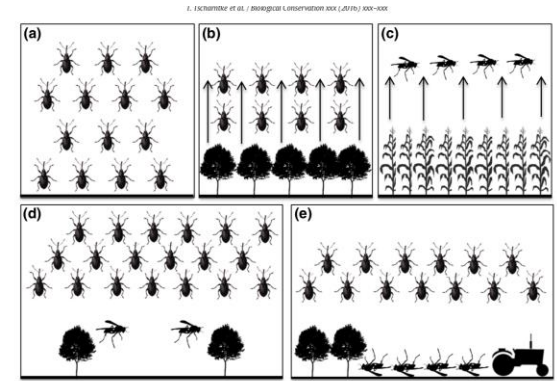 T. Tscharntke et al. / Biological Conservation xxx (2016) xxx–xxx
(a)
(b)
(c)
(d)
(e)